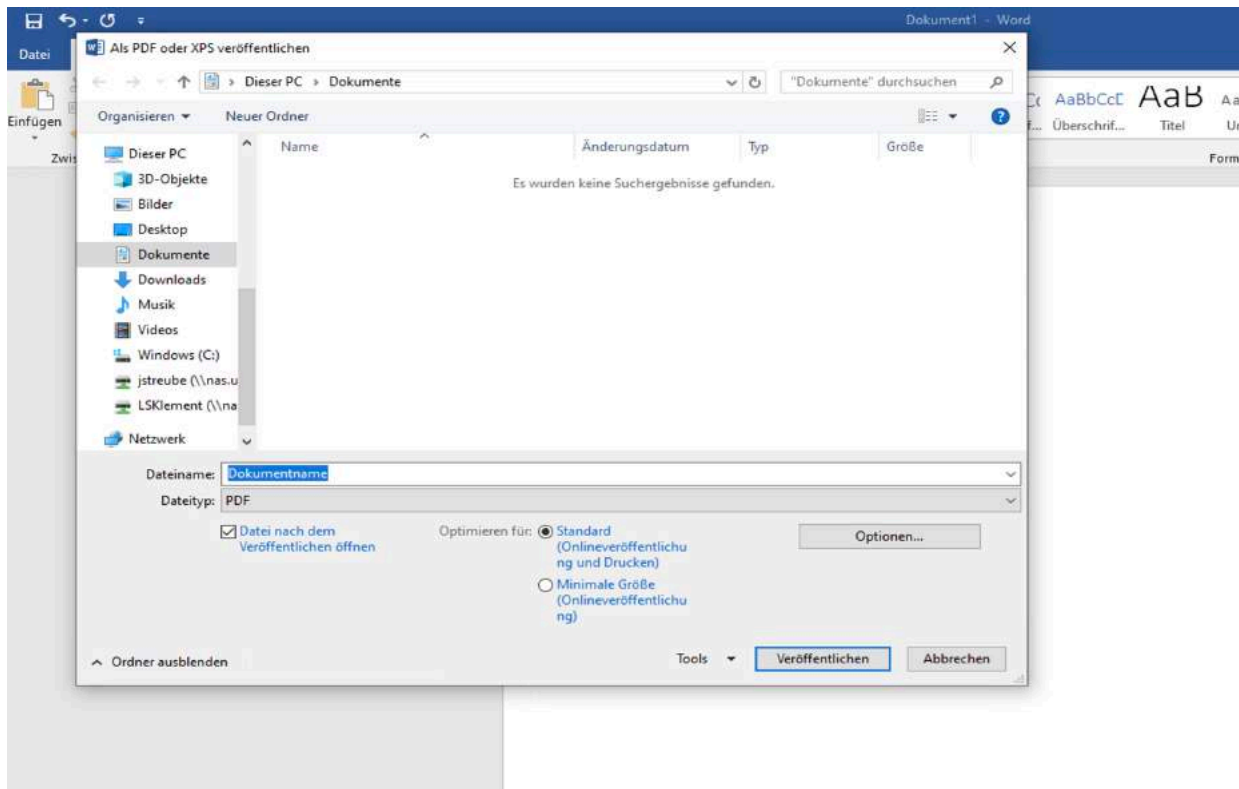 Dokument1 - Word
Datei
Als PDF oder XPS veröffentlichen
Dieser PC › Dokumente
"Dokumente" durchsuchen
Einfügen
AaBbCcE
AaB
Überschrif...
Titel
Organisieren
Neuer Ordner
Name
Änderungsdatum
Typ
Größe
Es wurden keine Suchergebnisse gefunden.
Dieser PC
3D-Objekte
Bilder
Desktop
Dokumente
Downloads
Musik
Videos
Windows (C:)
jstreube (\\nas.u
LSKlement (\\na
Netzwerk
Dateiname: Dokumentname
Dateityp: PDF
Datei nach dem
Veröffentlichen öffnen
Optimieren für:
Standard
(Onlineveröffentlichu
ng und Drucken)
Minimale Größe
(Onlineveröffentlichu
ng)
Optionen...
Ordner ausblenden
Tools
Veröffentlichen
Abbrechen